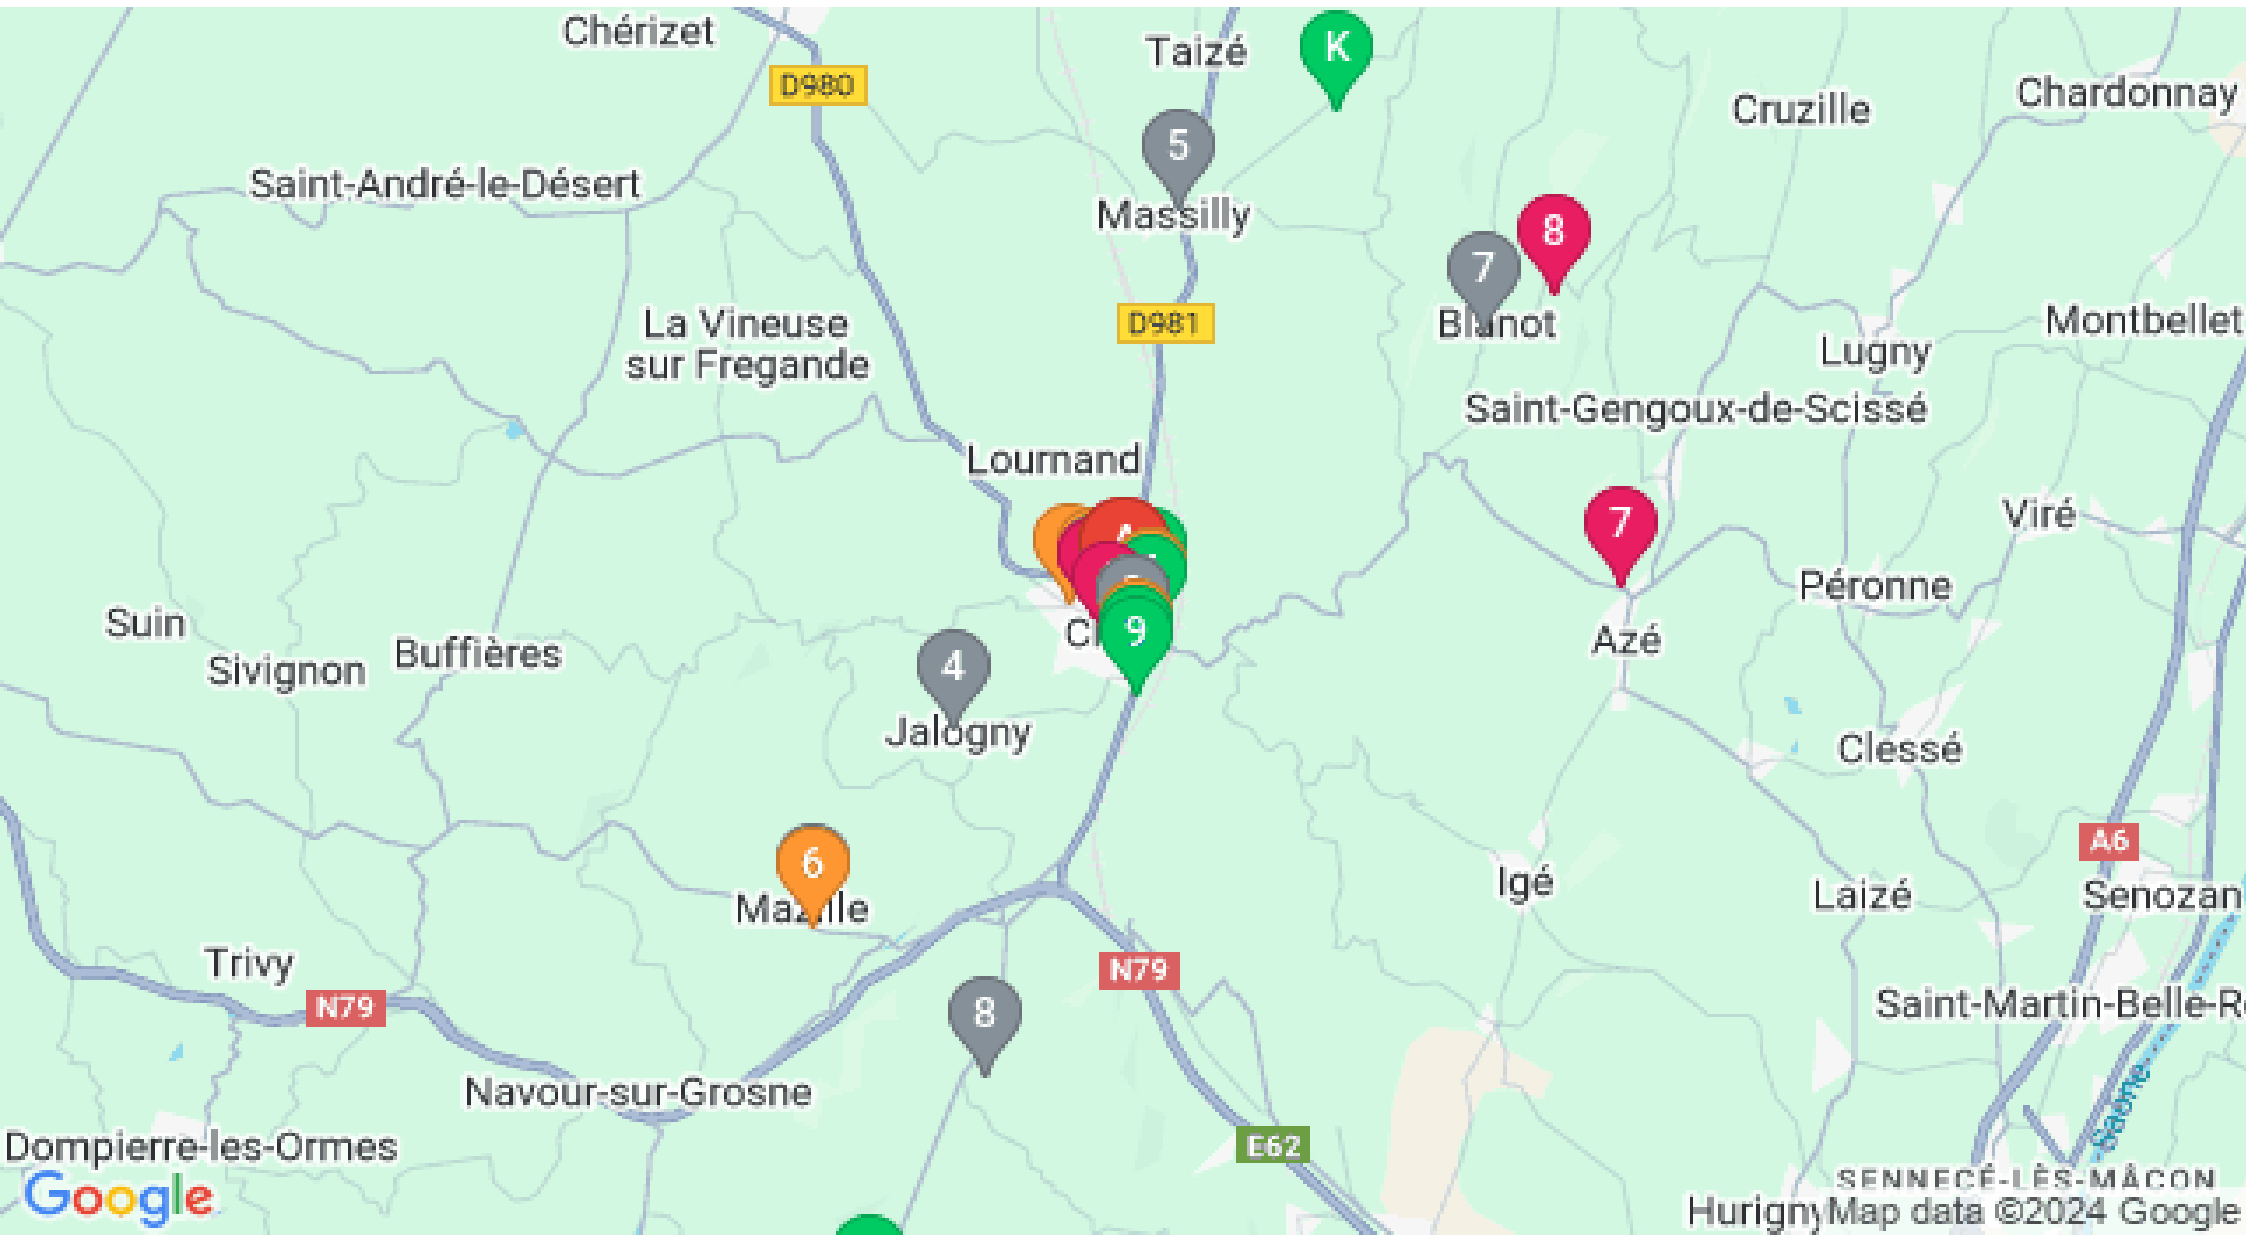 Chérizet
Taizé
K
D980
Cruzille
Chardonnay
5
Saint-André-le-Désert
Massilly
8
7
La Vineuse
sur Fregande
D981
Blanot
Montbellet
Lugny
Saint-Gengoux-de-Scissé
Lournand
Viré
7
A
Péronne
Suin
9
Azé
Sivignon
Buffières
4
Jalogny
Clessé
6
A6
Mazille
Igé
Laizé
Senozan
Trivy
N79
N79
8
Saint-Martin-Belle-R
Navour-sur-Grosne
Saône
Dompierre-les-Ormes
E62
SENNECÉ-LÈS-MÂCON
Google
Hurigny
Map data ©2024 Google